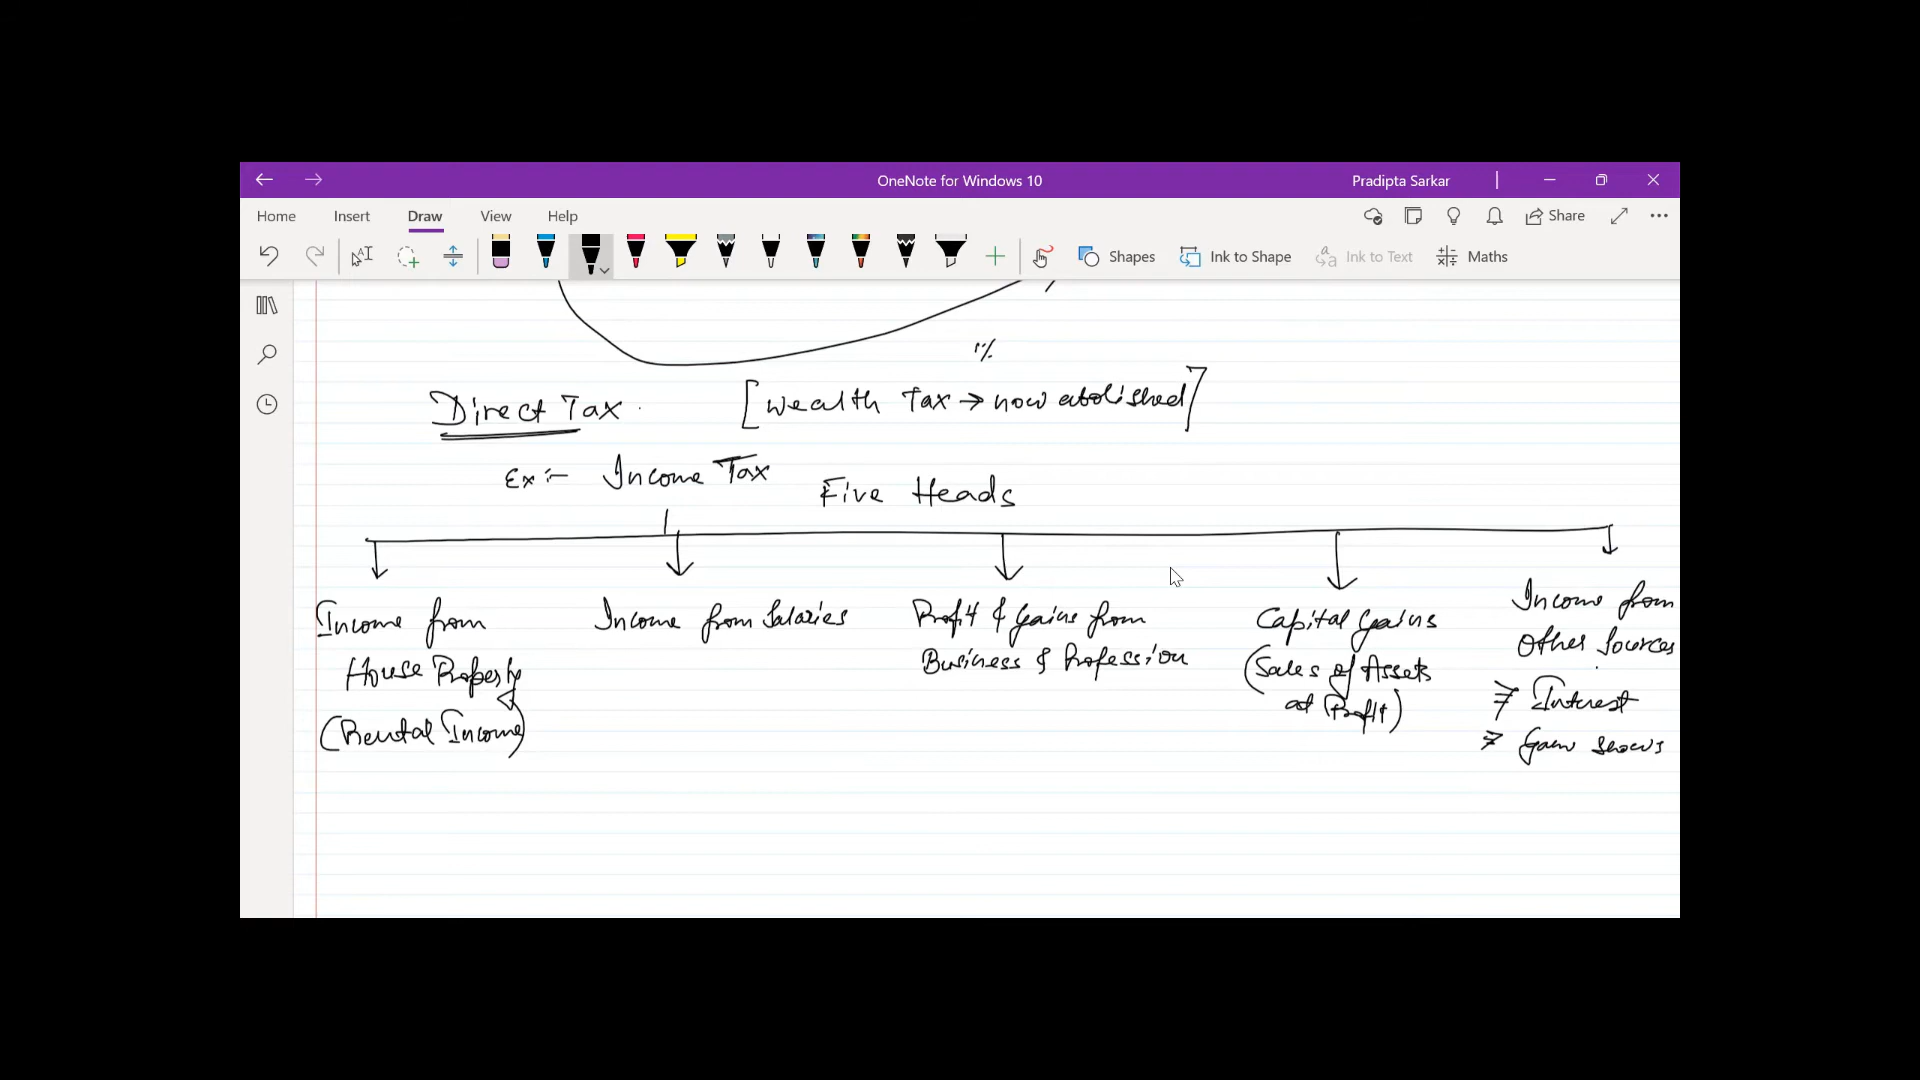 OneNote for Windows 10
Pradipta Sarkar
Home Insert Draw View Help
Share
Shapes Ink to Shape Ink to Text Maths
1%
Direct Tax
[Wealth Tax → now abolished]
Ex :- Income Tax
Five Heads
Income from
House Property
(Rental Income)
Income from Salaries
Profit & Gains from
Business & Profession
Capital Gains
(Sales of Assets
at Profit)
Income from
Other Sources
Interest
Gam shows